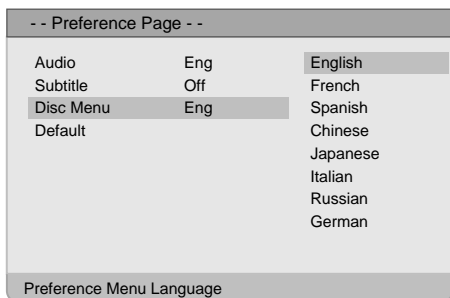 - - Preference Page - -
Audio Eng
Subtitle Off
Disc Menu Eng
Default
English
French
Spanish
Chinese
Japanese
Italian
Russian
German
Preference Menu Language